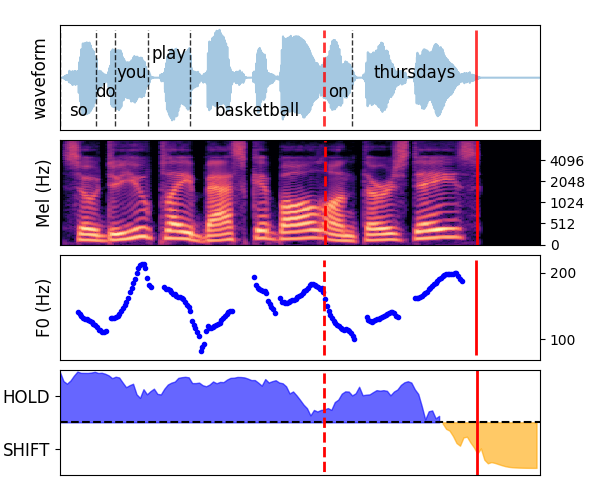 waveform
so
do
you
play
basketball
on
thursdays
Mel (Hz)
4096
2048
1024
512
0
F0 (Hz)
200
100
HOLD
SHIFT